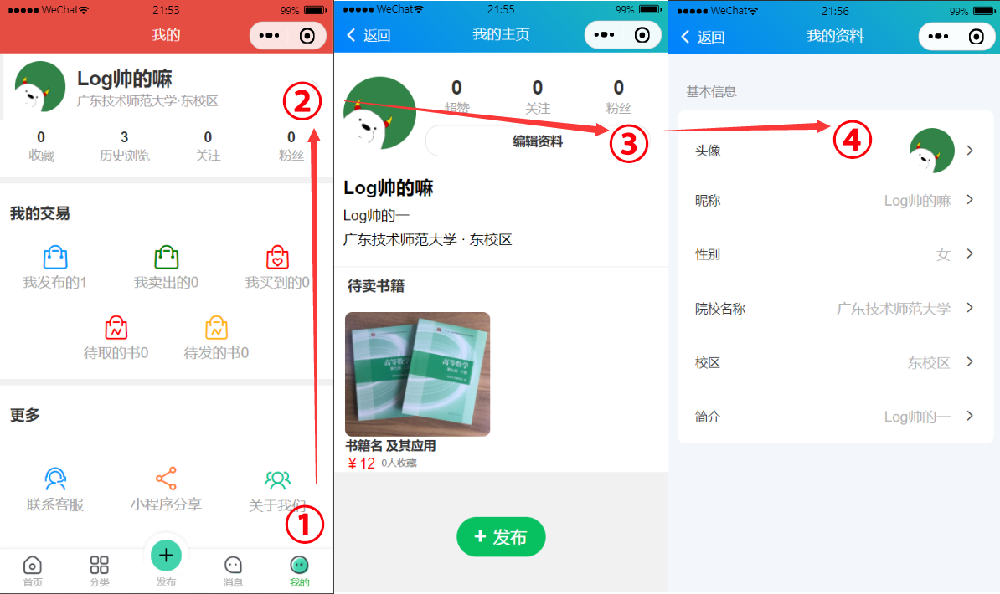 WeChat 21:53 99%
我的
Log帅的嘛
广东技术师范大学·东校区
②
0 3 0 0
收藏 历史浏览 关注 粉丝
我的交易
我发布的1 我卖出的0 我买到的0
待取的书0 待发的书0
更多
联系客服 小程序分享 关于我们
①
首页 分类 发布 消息 我的
WeChat 21:55 99%
返回 我的主页
0 0 0
超赞 关注 粉丝
编辑资料
③
Log帅的嘛
Log帅的一
广东技术师范大学 · 东校区
待卖书籍
高等数学
高等数学
书籍名 及其应用
¥ 12 0人收藏
+ 发布
WeChat 21:56 99%
返回 我的资料
基本信息
④
头像
昵称 Log帅的嘛
性别 女
院校名称 广东技术师范大学
校区 东校区
简介 Log帅的一